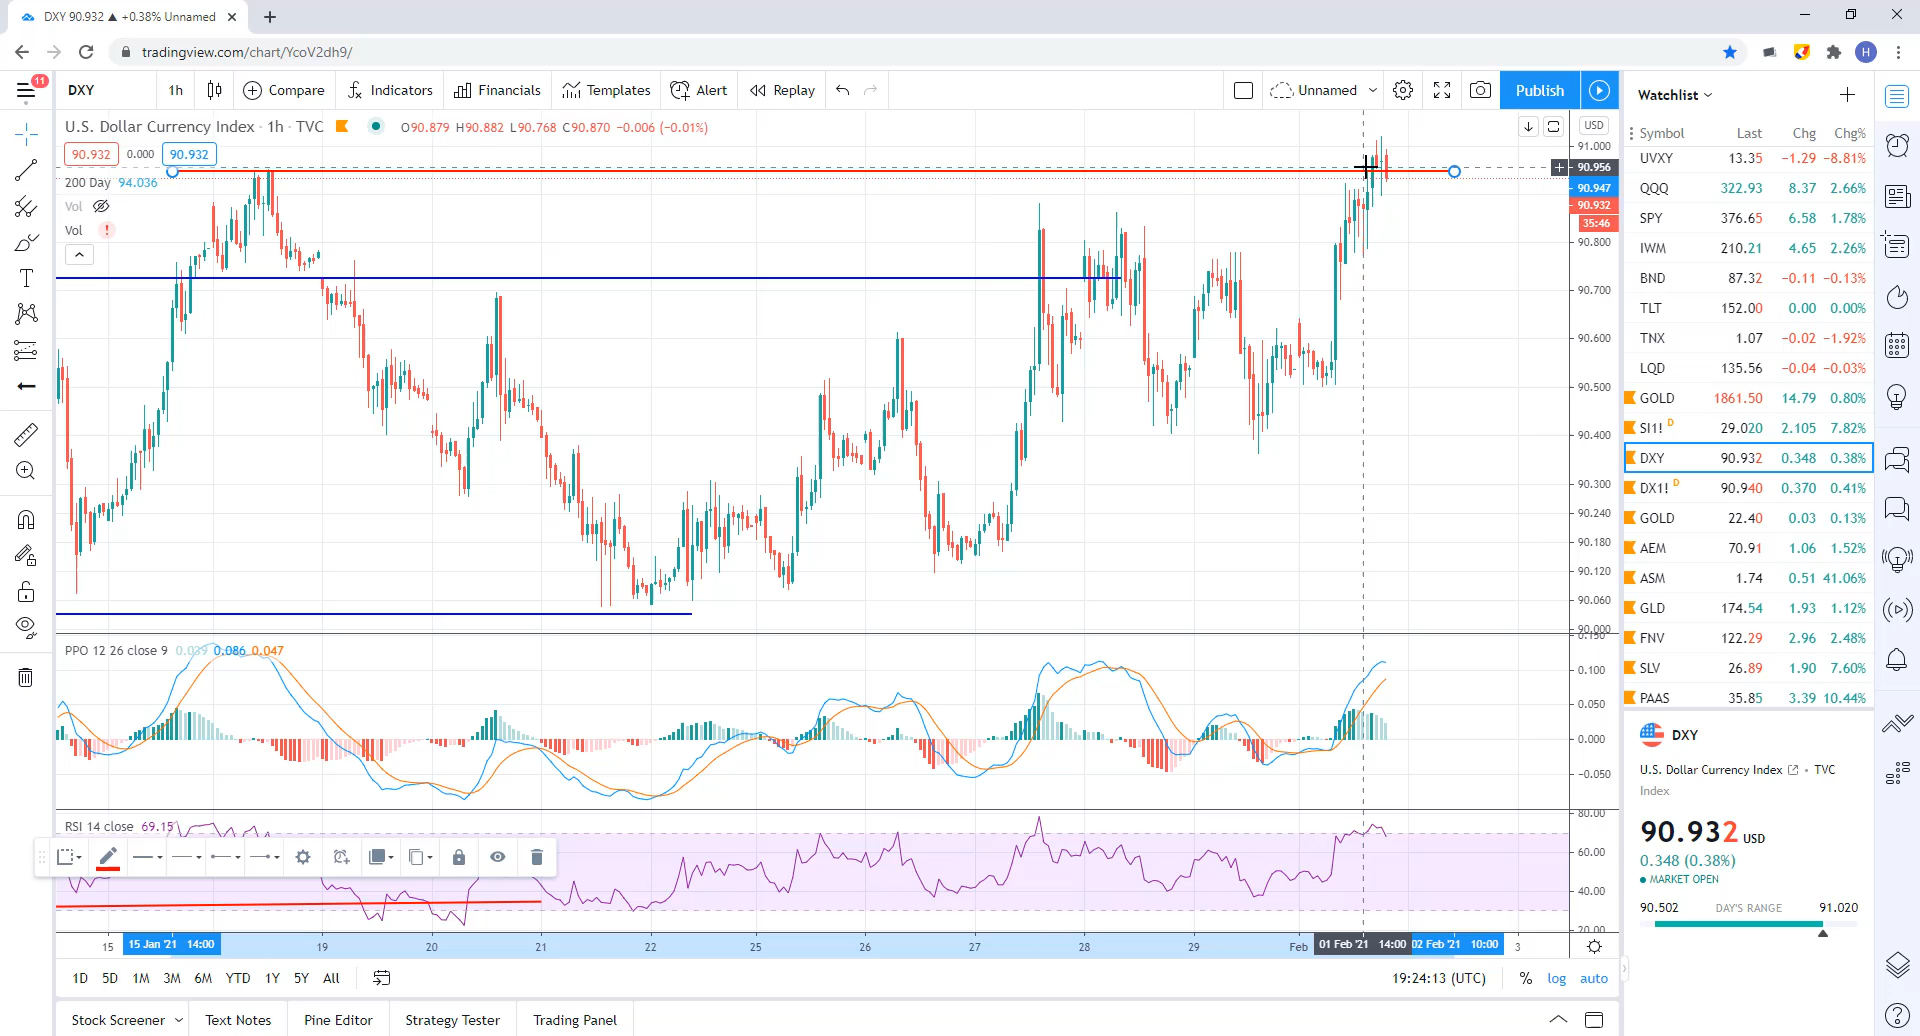 DXY 90.932 ▲ +0.38% Unnamed
tradingview.com/chart/YcoV2dh9/
H
11
DXY 1h Compare Indicators Financials Templates Alert Replay Unnamed Publish
U.S. Dollar Currency Index · 1h · TVC O90.879 H90.882 L90.768 C90.870 −0.006 (−0.01%)
90.932 0.000 90.932
200 Day 94.036
Vol
Vol !
USD
91.000
90.956
90.947
90.932
35:46
90.800
90.700
90.600
90.500
90.400
90.300
90.240
90.180
90.120
90.060
90.000
PPO 12 26 close 9 0.039 0.086 0.047
0.150
0.100
0.050
0.000
−0.050
RSI 14 close 69.15
80.00
60.00
40.00
20.00
15 15 Jan '21 14:00 19 20 21 22 25 26 27 28 29 Feb 01 Feb '21 14:00 02 Feb '21 10:00 3
1D 5D 1M 3M 6M YTD 1Y 5Y All 19:24:13 (UTC) % log auto
Stock Screener Text Notes Pine Editor Strategy Tester Trading Panel
Watchlist
Symbol Last Chg Chg%
UVXY 13.35 −1.29 −8.81%
QQQ 322.93 8.37 2.66%
SPY 376.65 6.58 1.78%
IWM 210.21 4.65 2.26%
BND 87.32 −0.11 −0.13%
TLT 152.00 0.00 0.00%
TNX 1.07 −0.02 −1.92%
LQD 135.56 −0.04 −0.03%
GOLD 1861.50 14.79 0.80%
SI1! D 29.020 2.105 7.82%
DXY 90.932 0.348 0.38%
DX1! D 90.940 0.370 0.41%
GOLD 22.40 0.03 0.13%
AEM 70.91 1.06 1.52%
ASM 1.74 0.51 41.06%
GLD 174.54 1.93 1.12%
FNV 122.29 2.96 2.48%
SLV 26.89 1.90 7.60%
PAAS 35.85 3.39 10.44%
DXY
U.S. Dollar Currency Index • TVC
Index
90.932 USD
0.348 (0.38%)
MARKET OPEN
90.502 DAY'S RANGE 91.020